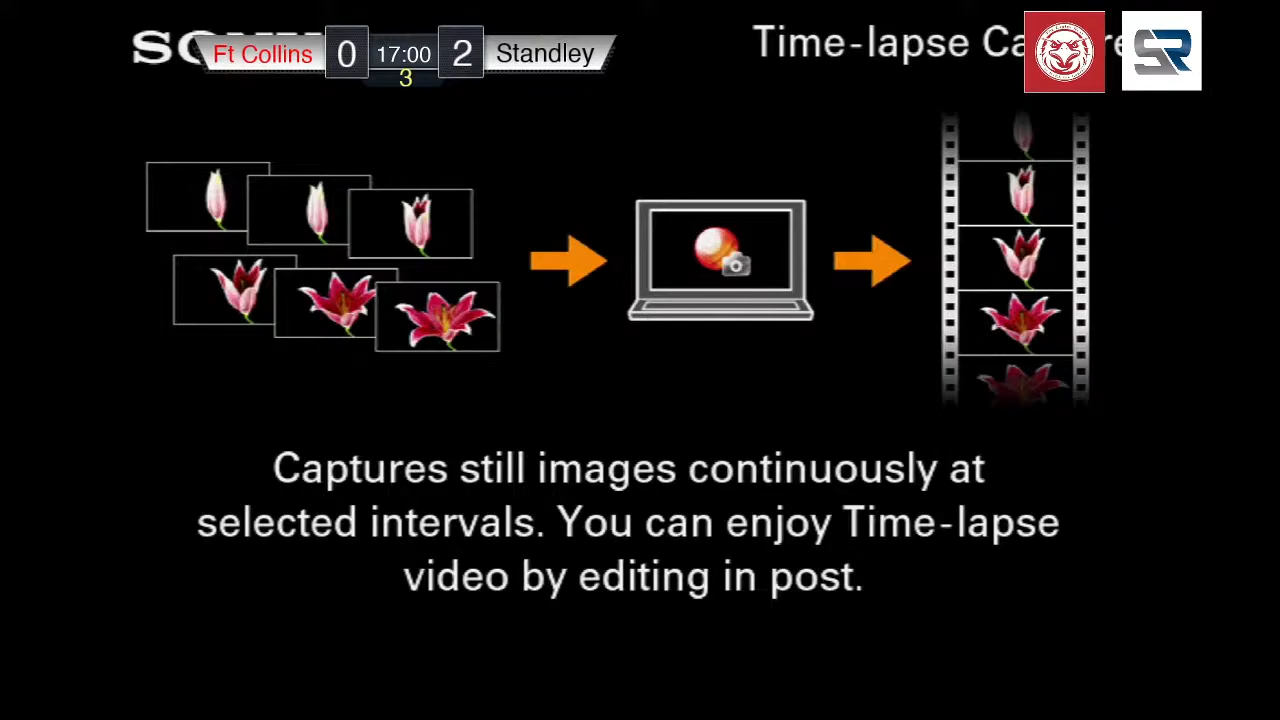 Ft Collins 0 17:00 2 Standley
3
Time-lapse
SR
Captures still images continuously at
selected intervals. You can enjoy Time-lapse
video by editing in post.